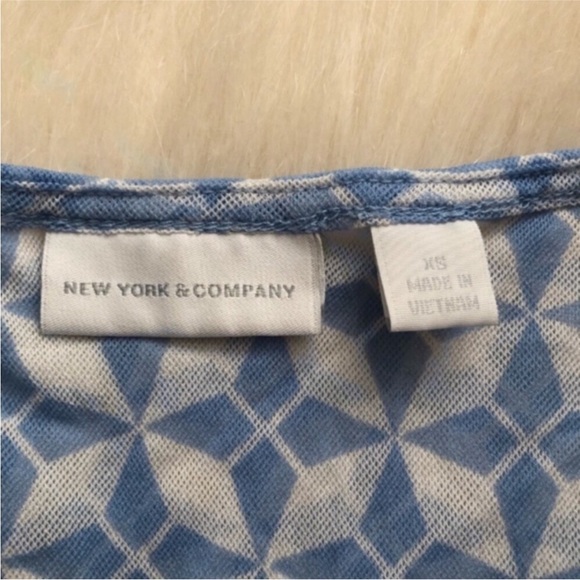 NEW YORK & COMPANY
XS
MADE IN
VIETNAM